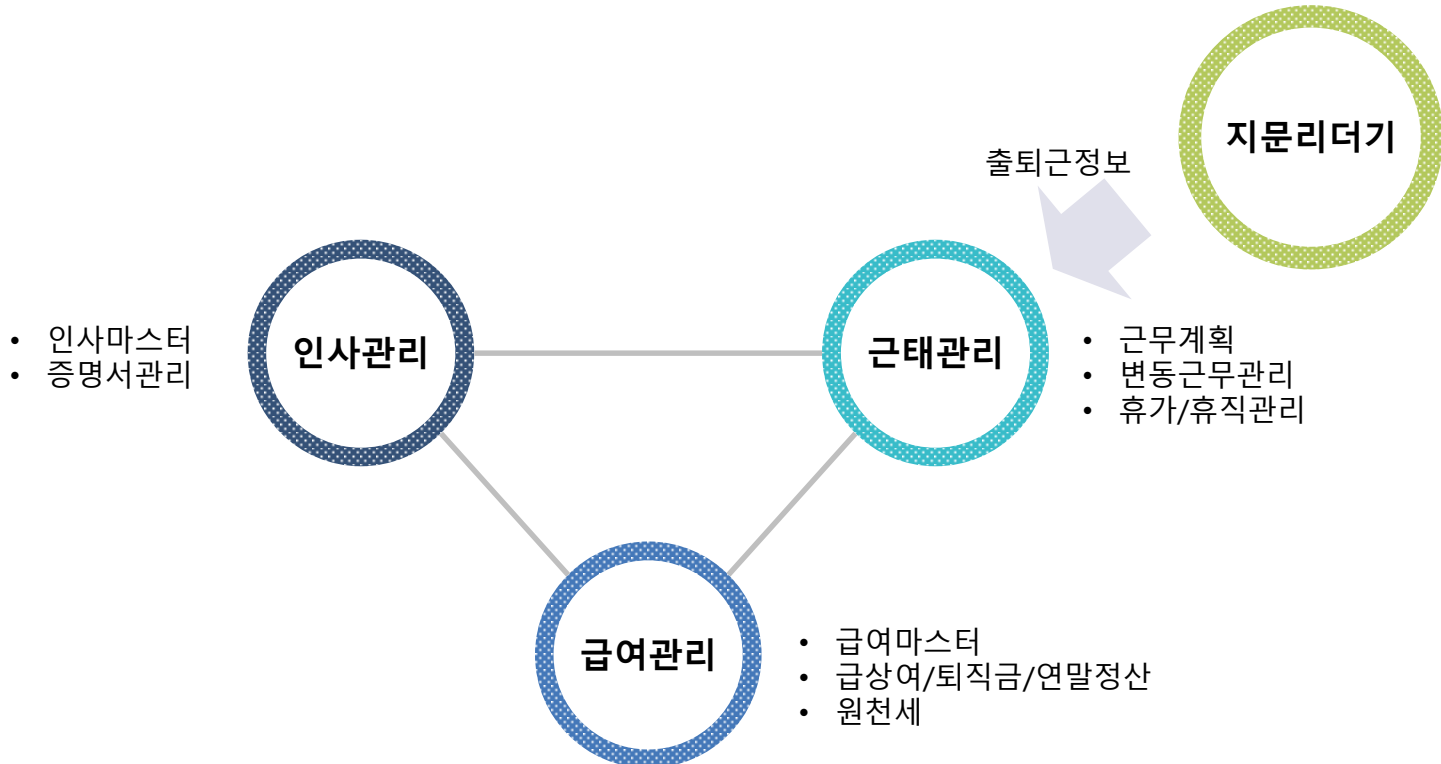 지문리더기
출퇴근정보
인사관리
• 인사마스터
• 증명서관리
근태관리
• 근무계획
• 변동근무관리
• 휴가/휴직관리
급여관리
• 급여마스터
• 급상여/퇴직금/연말정산
• 원천세